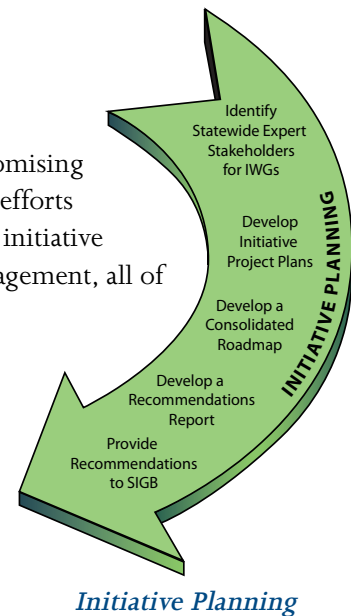 omising
efforts
initiative
agement, all of
Identify
Statewide Expert
Stakeholders
for IWGs
Develop
Initiative
Project Plans
Develop a
Consolidated
Roadmap
Develop a
Recommendations
Report
Provide
Recommendations
to SIGB
INITIATIVE PLANNING
Initiative Planning